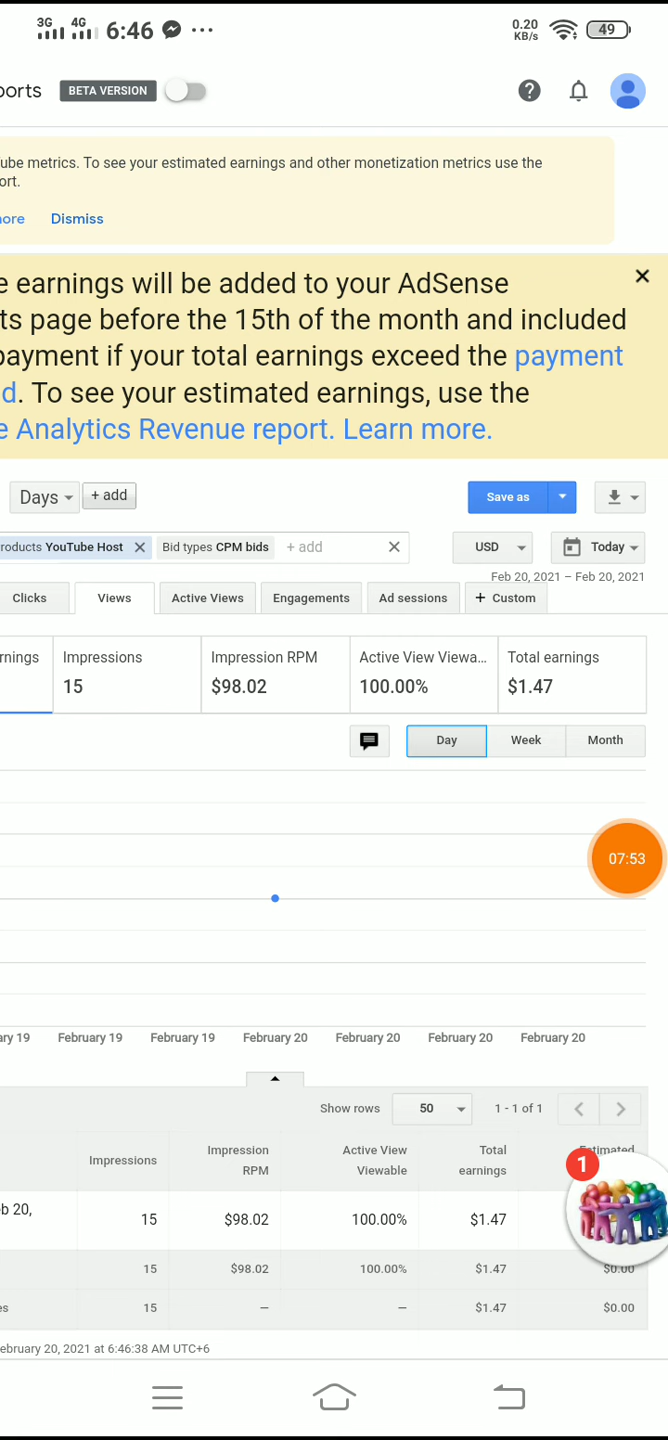 3G 4G 6:46 ... 0.20 KB/s 49
ports BETA VERSION
ube metrics. To see your estimated earnings and other monetization metrics use the
ort.
more Dismiss
e earnings will be added to your AdSense
ts page before the 15th of the month and included
payment if your total earnings exceed the payment
d. To see your estimated earnings, use the
e Analytics Revenue report. Learn more.
Days + add Save as
roducts YouTube Host Bid types CPM bids + add USD Today
Feb 20, 2021 – Feb 20, 2021
Clicks Views Active Views Engagements Ad sessions + Custom
rnings Impressions Impression RPM Active View Viewa... Total earnings
15 $98.02 100.00% $1.47
Day Week Month
07:53
ary 19 February 19 February 19 February 20 February 20 February 20 February 20
Show rows 50 1 - 1 of 1
Impressions Impression RPM Active View Viewable Total earnings Estimated
1
b 20, 15 $98.02 100.00% $1.47
15 $98.02 100.00% $1.47 $0.00
es 15 — — $1.47 $0.00
ebruary 20, 2021 at 6:46:38 AM UTC+6